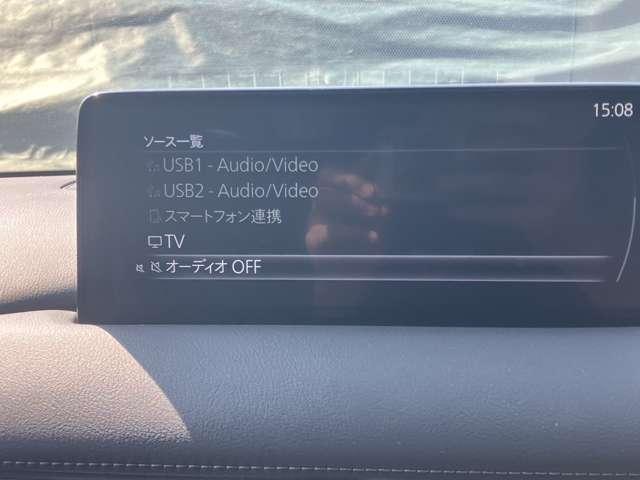 15:08
ソース一覧
USB1 - Audio/Video
USB2 - Audio/Video
スマートフォン連携
TV
オーディオ OFF